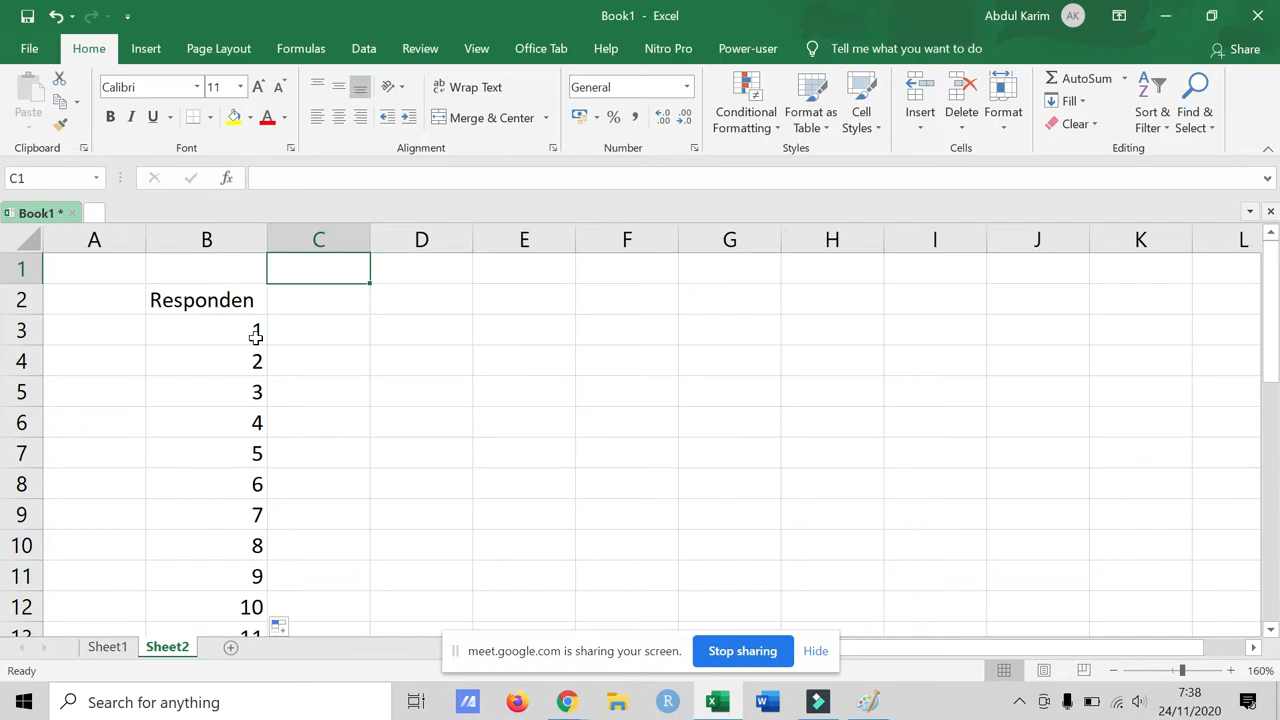 Book1 - Excel
Abdul Karim AK
File Home Insert Page Layout Formulas Data Review View Office Tab Help Nitro Pro Power-user Tell me what you want to do Share
Paste
Clipboard
Calibri 11
B I U
Font
Wrap Text
Merge & Center
Alignment
General
%
Number
Conditional Formatting
Format as Table
Cell Styles
Styles
Insert Delete Format
Cells
AutoSum
Fill
Clear
Sort & Filter
Find & Select
Editing
C1
fx
Book1 *
A B C D E F G H I J K L
1
2 Responden
3 1
4 2
5 3
6 4
7 5
8 6
9 7
10 8
11 9
12 10
13 11
meet.google.com is sharing your screen. Stop sharing Hide
Sheet1 Sheet2
Ready
160%
Search for anything
7:38
24/11/2020